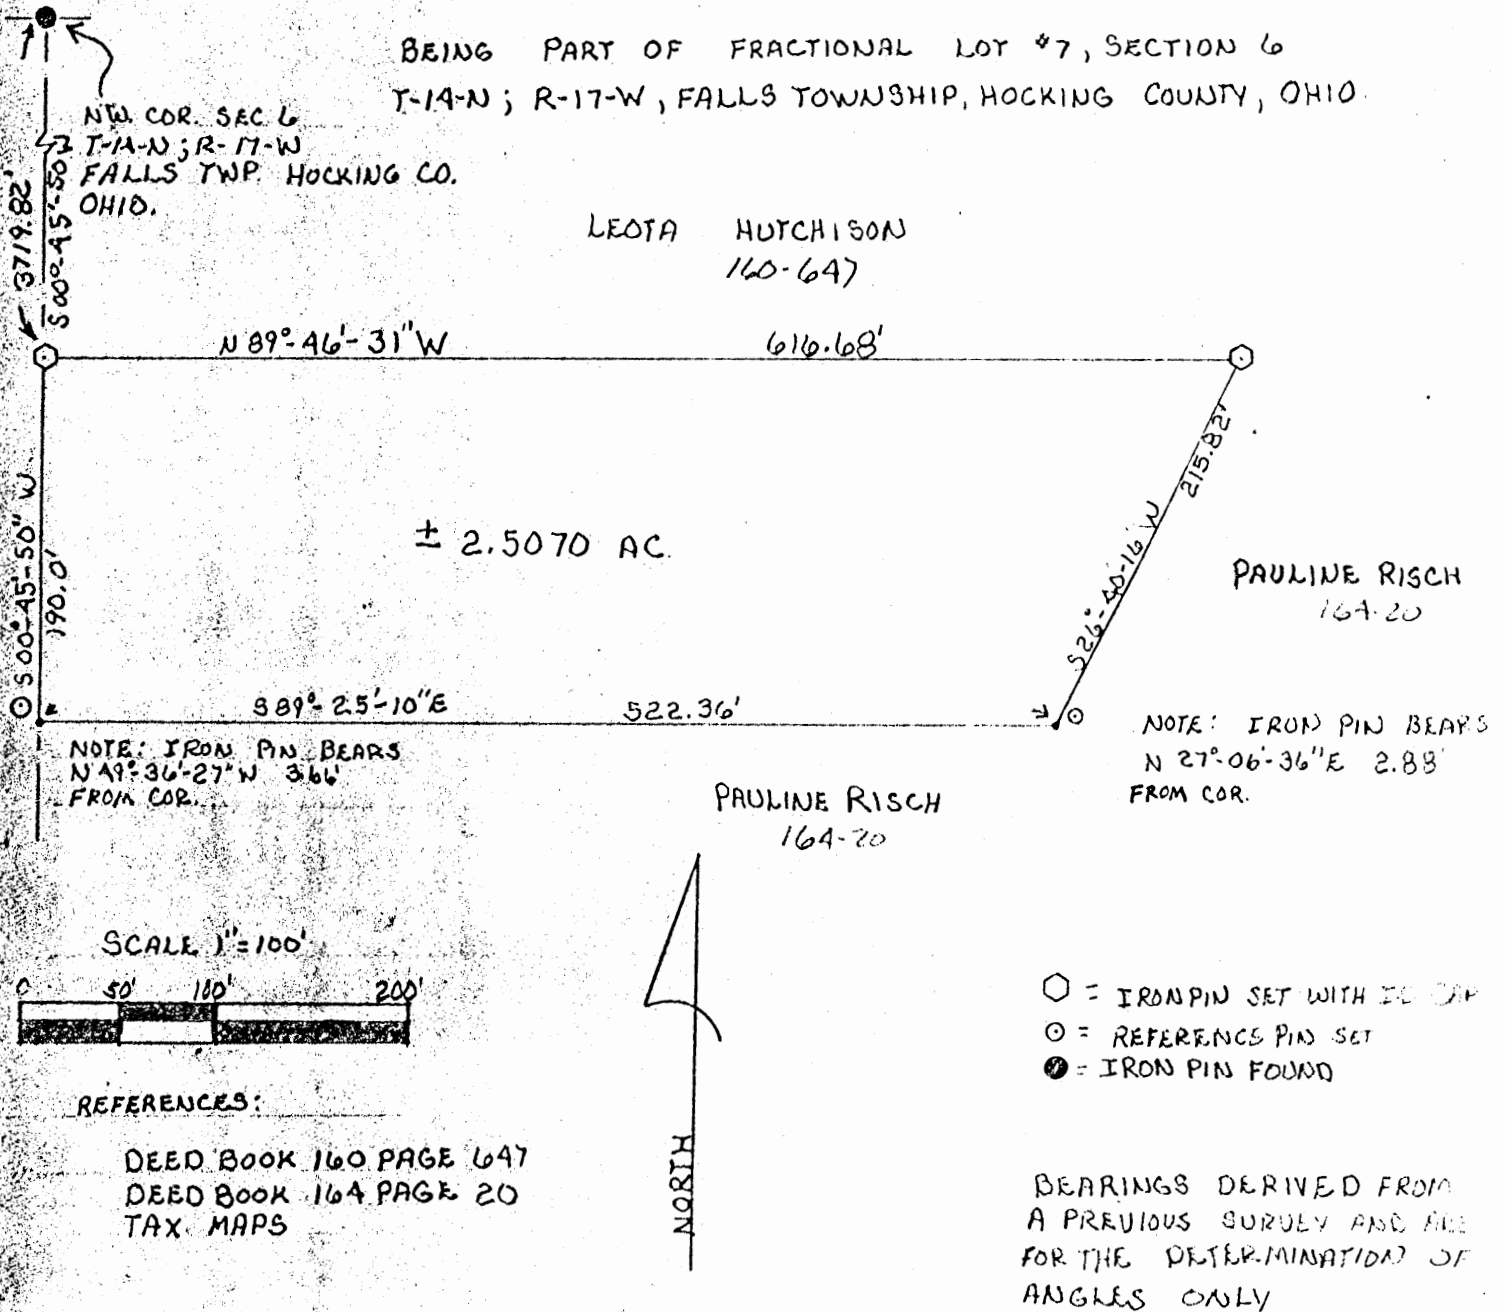 BEING PART OF FRACTIONAL LOT #7, SECTION 6
T-14-N; R-17-W, FALLS TOWNSHIP, HOCKING COUNTY, OHIO.
NW. COR. SEC 6
T-14-N; R-17-W
FALLS TWP. HOCKING CO.
OHIO.
3719.82'
S 00°-45'-50"
LEOTA HUTCHISON
160-647
N 89°-46'-31" W 616.68'
S 00°-45'-50" W
190.0'
± 2.5070 AC.
215.82'
S 26°-40-16 W
PAULINE RISCH
164-20
S 89°-25'-10" E 522.36'
NOTE: IRON PIN BEARS
N 49°-36'-27" W 3.66'
FROM COR.
NOTE: IRON PIN BEARS
N 27°-06'-36" E 2.88'
FROM COR.
PAULINE RISCH
164-20
SCALE 1"=100'
0 50' 100' 200'
NORTH
= IRON PIN SET WITH
= REFERENCE PIN SET
= IRON PIN FOUND
REFERENCES:
DEED BOOK 160 PAGE 647
DEED BOOK 164 PAGE 20
TAX MAPS
BEARINGS DERIVED FROM
A PREVIOUS SURVEY AND ARE
FOR THE DETERMINATION OF
ANGLES ONLY